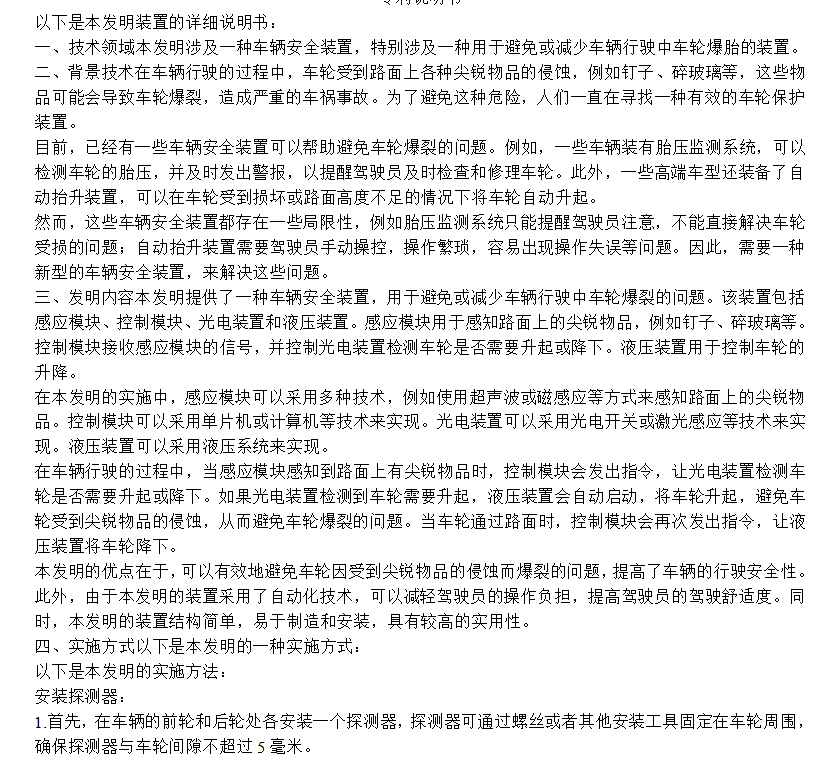 专利说明书
以下是本发明装置的详细说明书：
一、技术领域本发明涉及一种车辆安全装置，特别涉及一种用于避免或减少车辆行驶中车轮爆胎的装置。
二、背景技术在车辆行驶的过程中，车轮受到路面上各种尖锐物品的侵蚀，例如钉子、碎玻璃等，这些物
品可能会导致车轮爆裂，造成严重的车祸事故。为了避免这种危险，人们一直在寻找一种有效的车轮保护
装置。
目前，已经有一些车辆安全装置可以帮助避免车轮爆裂的问题。例如，一些车辆装有胎压监测系统，可以
检测车轮的胎压，并及时发出警报，以提醒驾驶员及时检查和修理车轮。此外，一些高端车型还装备了自
动抬升装置，可以在车轮受到损坏或路面高度不足的情况下将车轮自动升起。
然而，这些车辆安全装置都存在一些局限性，例如胎压监测系统只能提醒驾驶员注意，不能直接解决车轮
受损的问题；自动抬升装置需要驾驶员手动操控，操作繁琐，容易出现操作失误等问题。因此，需要一种
新型的车辆安全装置，来解决这些问题。
三、发明内容本发明提供了一种车辆安全装置，用于避免或减少车辆行驶中车轮爆裂的问题。该装置包括
感应模块、控制模块、光电装置和液压装置。感应模块用于感知路面上的尖锐物品，例如钉子、碎玻璃等。
控制模块接收感应模块的信号，并控制光电装置检测车轮是否需要升起或降下。液压装置用于控制车轮的
升降。
在本发明的实施中，感应模块可以采用多种技术，例如使用超声波或磁感应等方式来感知路面上的尖锐物
品。控制模块可以采用单片机或计算机等技术来实现。光电装置可以采用光电开关或激光感应等技术来实
现。液压装置可以采用液压系统来实现。
在车辆行驶的过程中，当感应模块感知到路面上有尖锐物品时，控制模块会发出指令，让光电装置检测车
轮是否需要升起或降下。如果光电装置检测到车轮需要升起，液压装置会自动启动，将车轮升起，避免车
轮受到尖锐物品的侵蚀，从而避免车轮爆裂的问题。当车轮通过路面时，控制模块会再次发出指令，让液
压装置将车轮降下。
本发明的优点在于，可以有效地避免车轮因受到尖锐物品的侵蚀而爆裂的问题，提高了车辆的行驶安全性。
此外，由于本发明的装置采用了自动化技术，可以减轻驾驶员的操作负担，提高驾驶员的驾驶舒适度。同
时，本发明的装置结构简单，易于制造和安装，具有较高的实用性。
四、实施方式以下是本发明的一种实施方式：
以下是本发明的实施方法：
安装探测器：
1.首先，在车辆的前轮和后轮处各安装一个探测器，探测器可通过螺丝或者其他安装工具固定在车轮周围，
确保探测器与车轮间隙不超过 5 毫米。